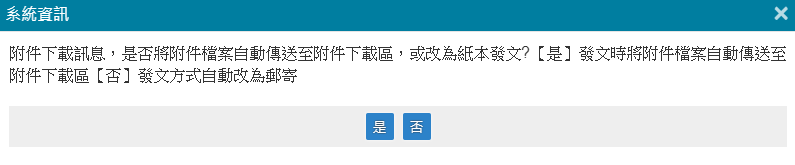 系統資訊
附件下載訊息，是否將附件檔案自動傳送至附件下載區，或改為紙本發文?【是】發文時將附件檔案自動傳送至
附件下載區【否】發文方式自動改為郵寄
是 否